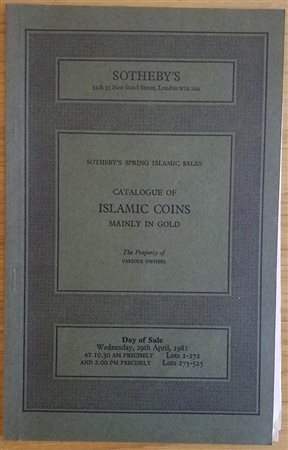 SOTHEBY'S
34 & 35 New Bond Street, London W1A 2AA
SOTHEBY'S SPRING ISLAMIC SALES
CATALOGUE OF
ISLAMIC COINS
MAINLY IN GOLD
The Property of
VARIOUS OWNERS
Day of Sale
Wednesday, 29th April, 1981
AT 10.30 AM PRECISELY Lots 1-272
AND 2.00 PM PRECISELY Lots 273-525